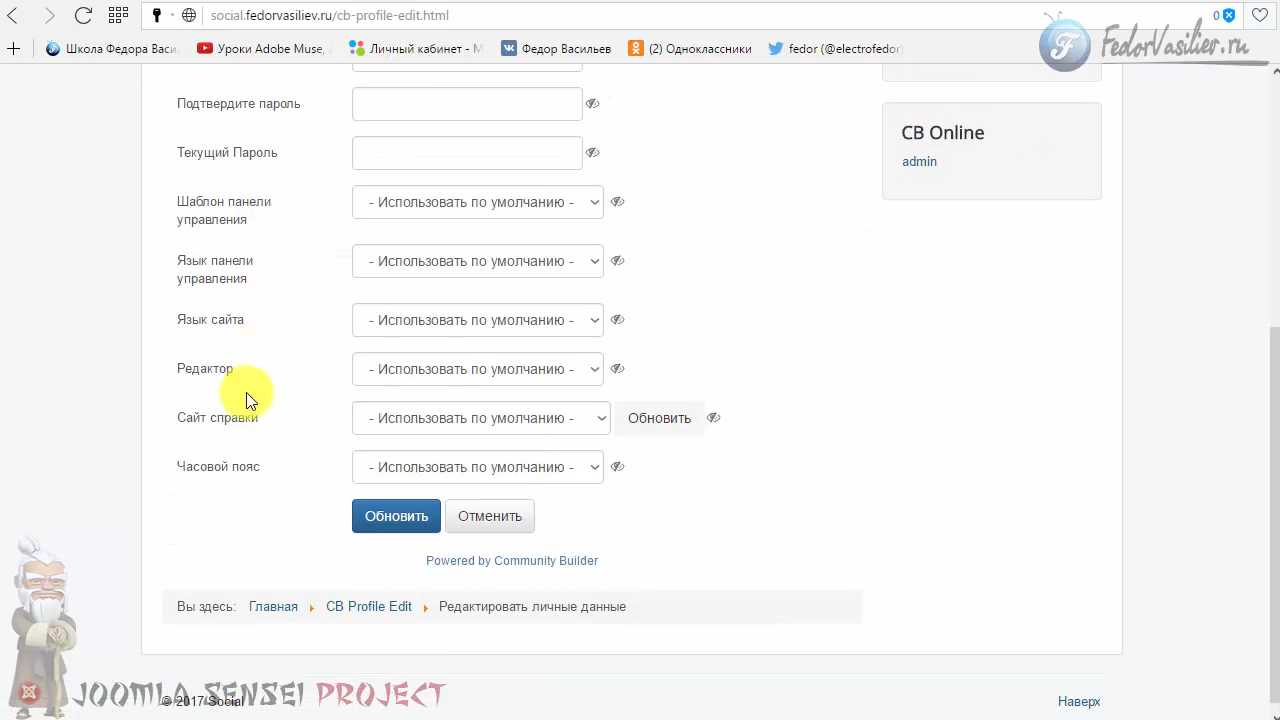 social.fedorvasiliev.ru/cb-profile-edit.html
0
Школа Федора Васи.
Уроки Adobe Muse,
Личный кабинет - М
Федор Васильев
(2) Одноклассники
fedor (@electrofedor)
FedorVasiliev.ru
Подтвердите пароль
CB Online
admin
Текущий Пароль
Шаблон панели управления
- Использовать по умолчанию -
Язык панели управления
- Использовать по умолчанию -
Язык сайта
- Использовать по умолчанию -
Редактор
- Использовать по умолчанию -
Сайт справки
- Использовать по умолчанию -
Обновить
Часовой пояс
- Использовать по умолчанию -
Обновить
Отменить
Powered by Community Builder
Вы здесь: Главная CB Profile Edit Редактировать личные данные
JOOMLA SENSEI PROJECT
© 2017 Social
Наверх